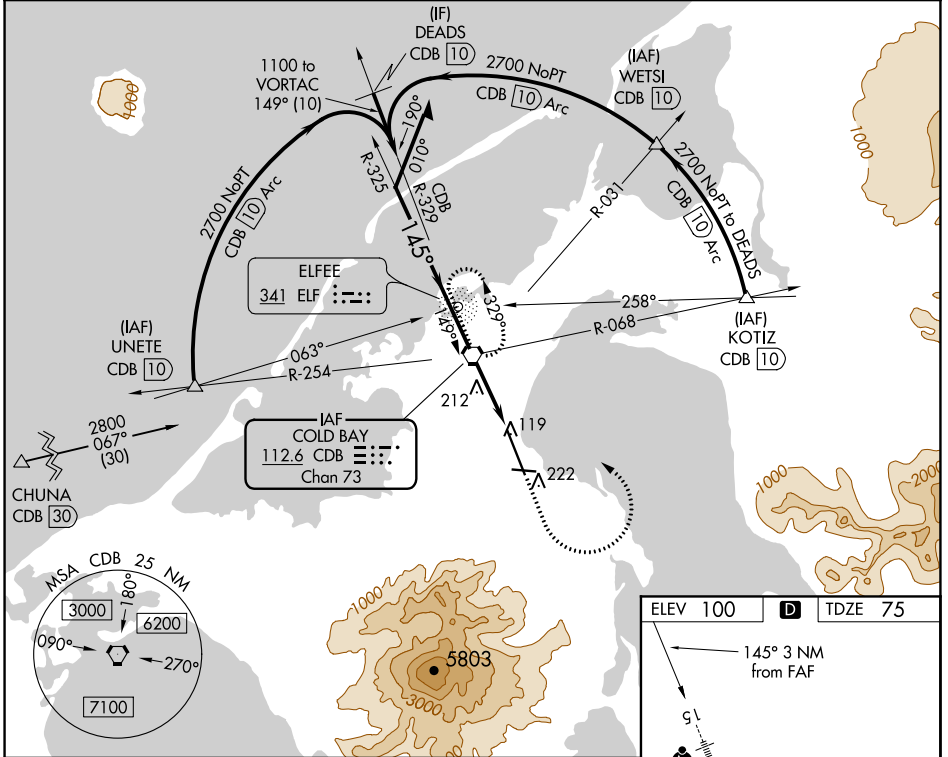 (IF)
DEADS
CDB 10
1100 to
VORTAC
149° (10)
2700 NoPT
CDB 10 Arc
(IAF)
WETSI
CDB 10
1000
190°
010°
R-325
CDB
R-329
2700 NoPT
CDB 10 Arc
R-031
2700 NoPT to DEADS
CDB 10 Arc
1000
145°
ELFEE
341 ELF
329°
149°
258°
R-068
(IAF)
KOTIZ
CDB 10
(IAF)
UNETE
CDB 10
063°
R-254
212
119
222
IAF
COLD BAY
112.6 CDB
Chan 73
2800
067°
(30)
CHUNA
CDB 30
1000
2000
MSA CDB 25 NM
180°
3000
6200
090°
270°
7100
1000
5803
3000
ELEV 100 D TDZE 75
145° 3 NM
from FAF
15